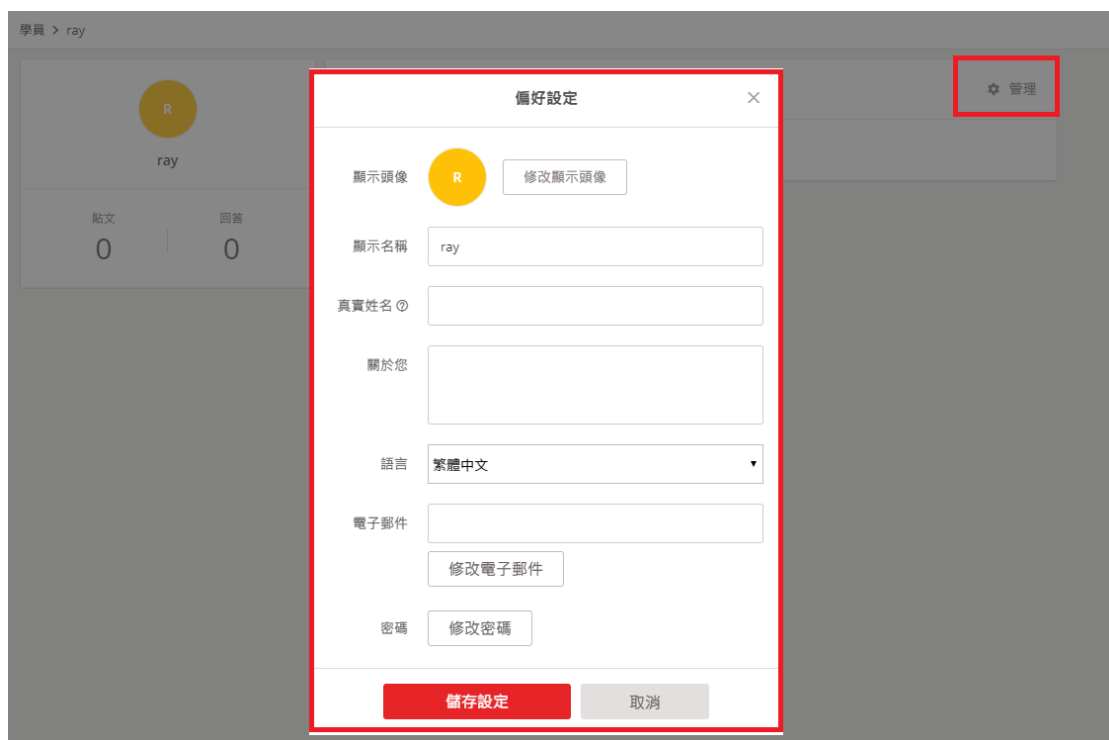 學員 > ray
R
ray
貼文 回答
0 0
管理
偏好設定
顯示頭像 R 修改顯示頭像
顯示名稱 ray
真實姓名
關於您
語言 繁體中文
電子郵件
修改電子郵件
密碼 修改密碼
儲存設定 取消